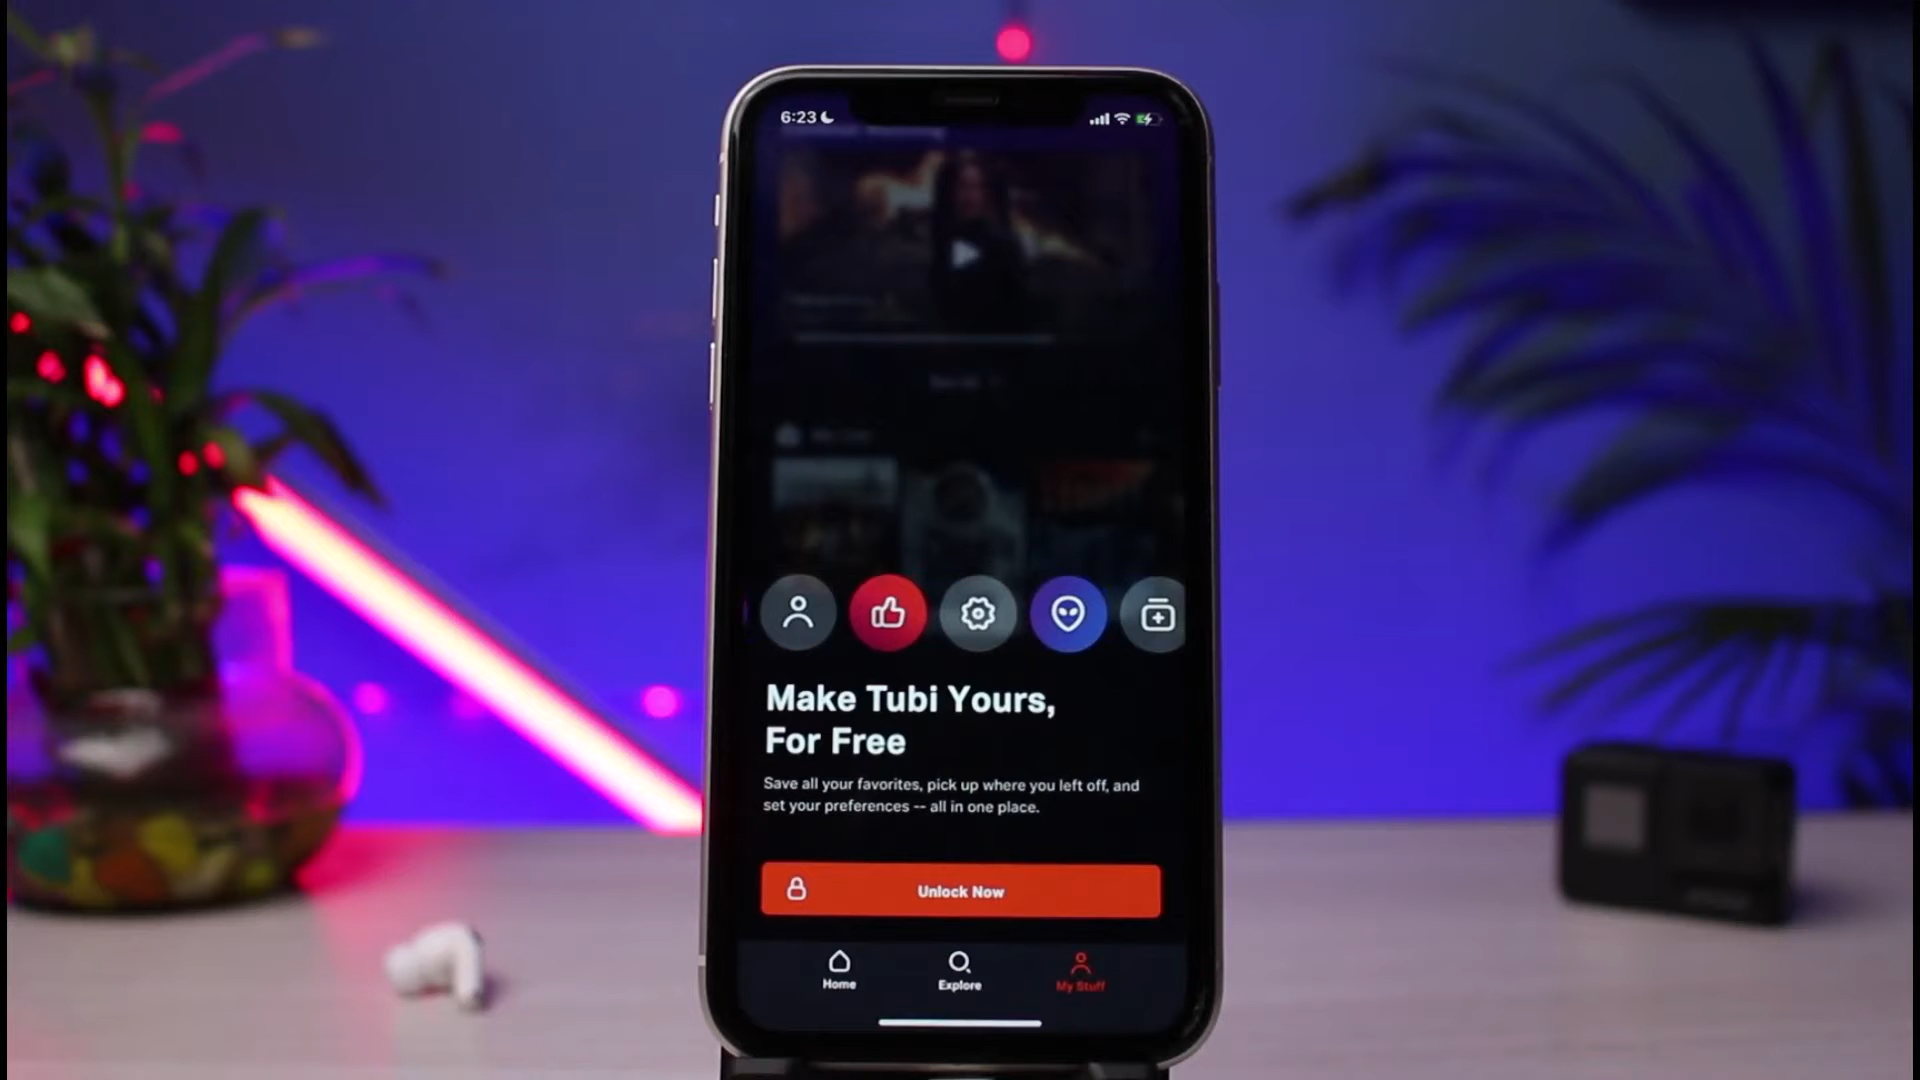 6:23
Make Tubi Yours,
For Free
Save all your favorites, pick up where you left off, and
set your preferences -- all in one place.
Unlock Now
Home
Explore
My Stuff